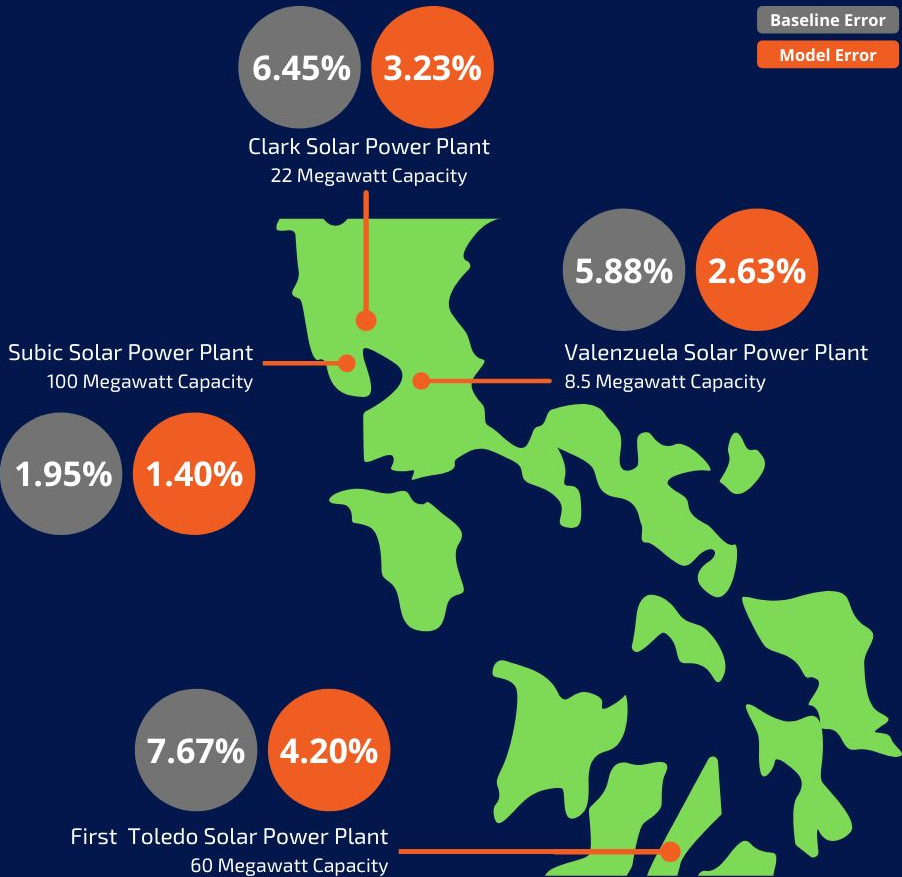 Baseline Error
Model Error
6.45% 3.23%
Clark Solar Power Plant
22 Megawatt Capacity
5.88% 2.63%
Valenzuela Solar Power Plant
8.5 Megawatt Capacity
Subic Solar Power Plant
100 Megawatt Capacity
1.95% 1.40%
7.67% 4.20%
First Toledo Solar Power Plant
60 Megawatt Capacity